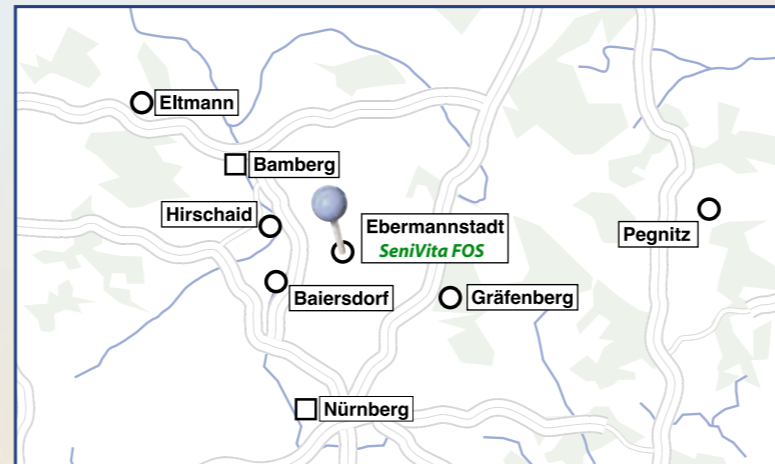 Eltmann
Bamberg
Hirschaid
Ebermannstadt
SeniVita FOS
Pegnitz
Baiersdorf
Gräfenberg
Nürnberg